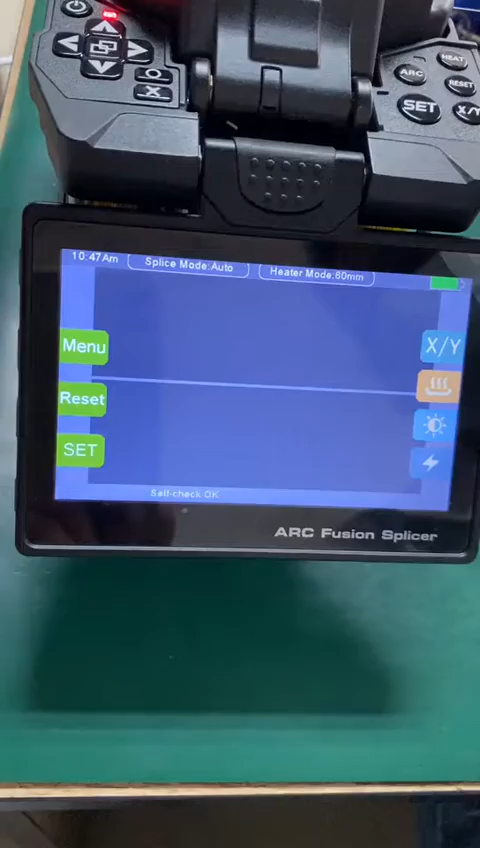 HEAT
ARC
RESET
SET
X/Y
O
X
10:47Am
Splice Mode:Auto
Heater Mode:60mm
Menu
X/Y
Reset
SET
Self-check OK
ARC Fusion Splicer